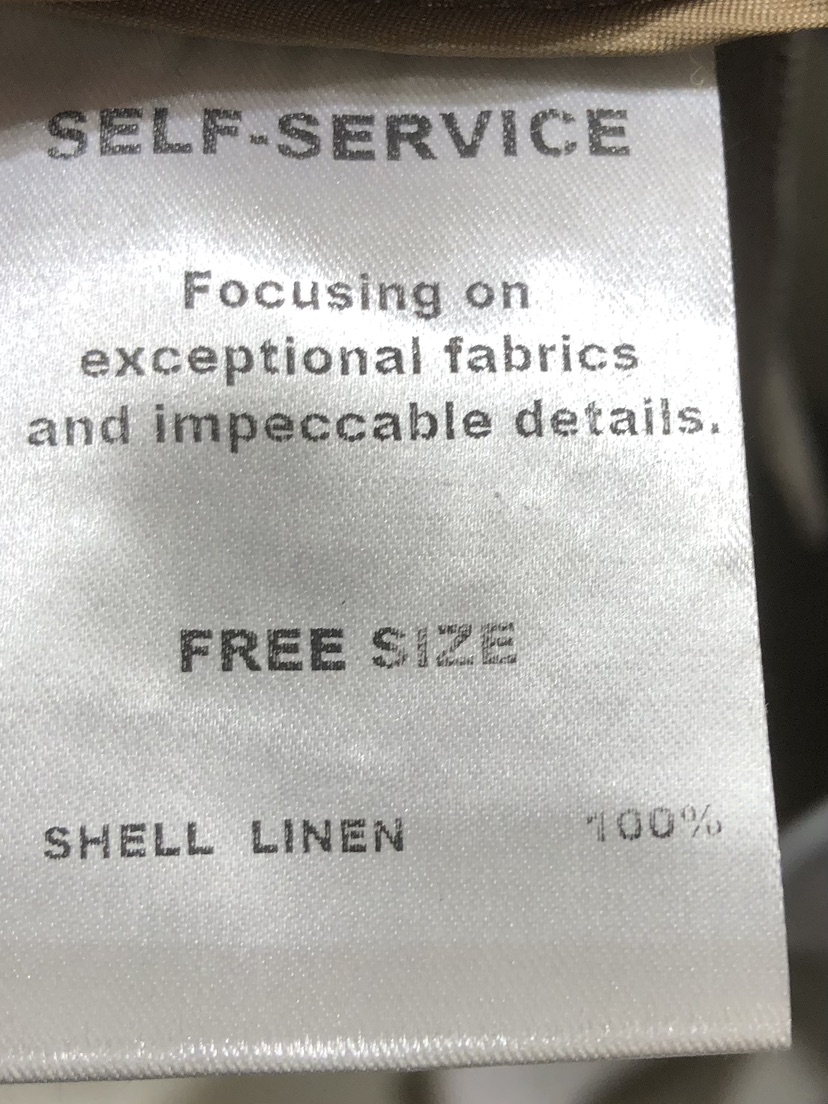 SELF-SERVICE
Focusing on
exceptional fabrics
and impeccable details.
FREE SIZE
SHELL LINEN 100%